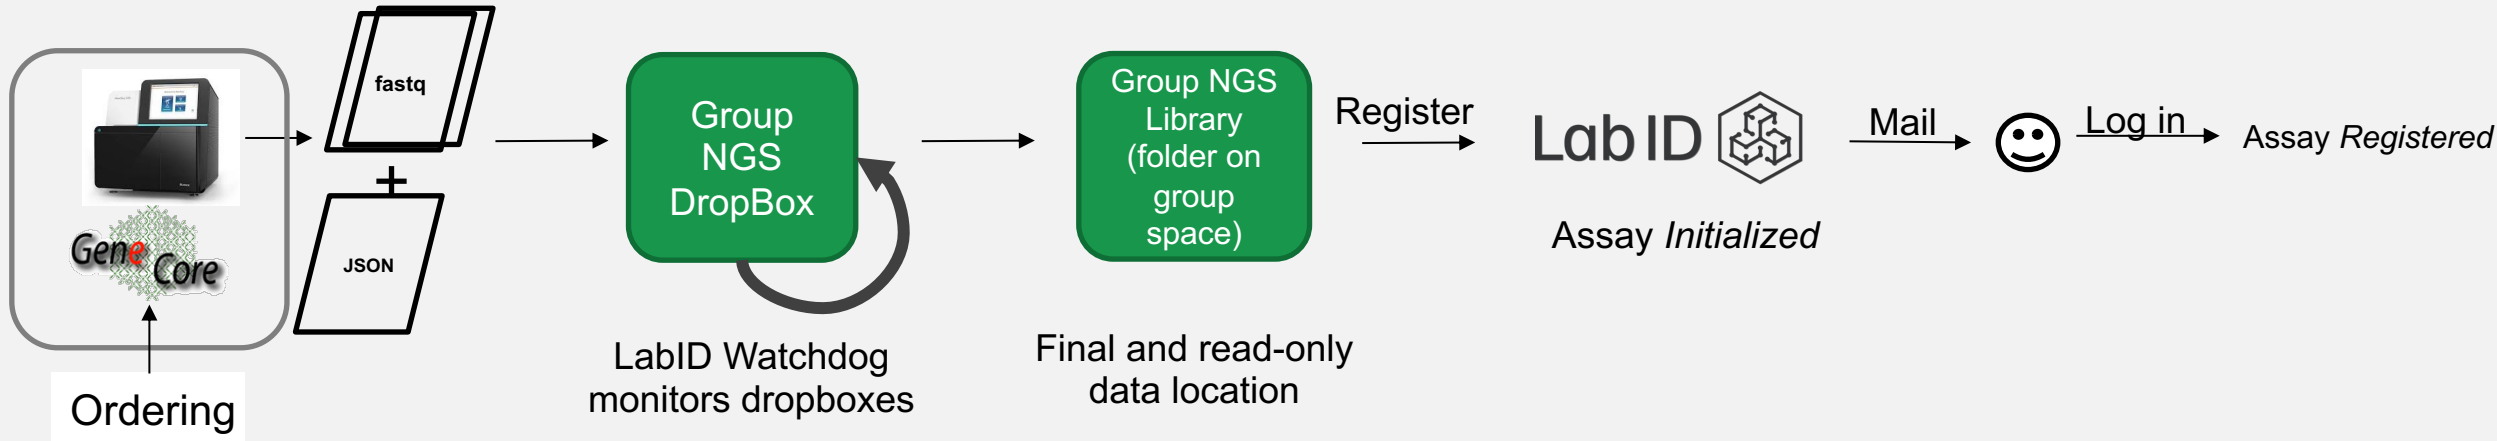 fastq
+
JSON
Gene
Core
Ordering
Group
NGS
DropBox
LabID Watchdog
monitors dropboxes
Group NGS
Library
(folder on
group
space)
Final and read-only
data location
Register
Lab ID
Assay Initialized
Mail
Log in
Assay Registered